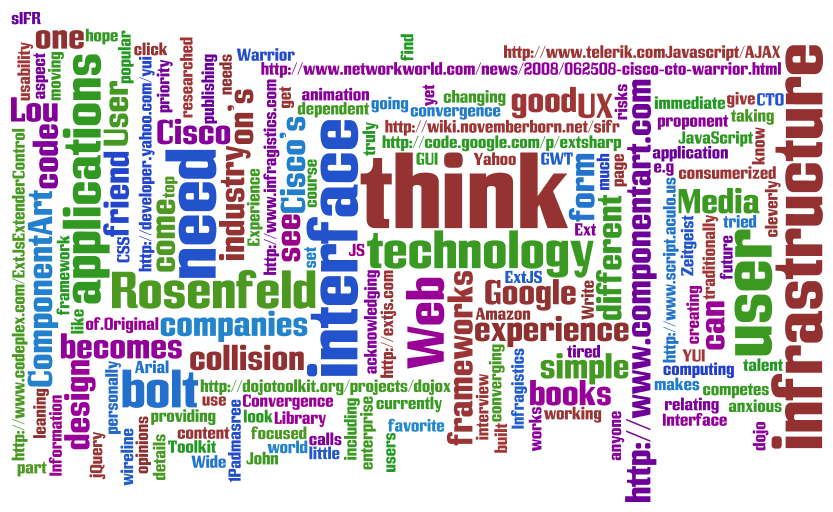 sIFR
one
hope
popular
click
usability
aspect
moving
Lou
code
applications
User
http://developer.yahoo.com/yui
priority
researched
publishing
needs
Warrior
on's
Cisco
http://www.telerik.comJavascript/AJAX
http://www.networkworld.com/news/2008/062508-cisco-cto-warrior.html
find
get
animation
going
yet
changing
dependent
convergence
good
UX
risks
immediate
give
CTO
proponent
taking
truly
http://wiki.novemberborn.net/sifr
http://code.google.com/p/extsharp
JavaScript
GUI
Yahoo
GWT
e.g
application
know
consumerized
page
much
form
Ext
think
interface
Cisco's
course
see
set
http://www.infragistics.com
Experience
industry
need
come
top
friend
CSS
ComponentArt
framework
like
http://www.codeplex.com/ExtJsExtenderControl
JS
technology
different
Media
tried
cleverly
http://www.script.aculo.us
Zeitgeist
traditionally
future
user
infrastructure
http://www.componentart.com
Rosenfeld
of.Original
companies
acknowledging
http://extjs.com
Web
frameworks
ExtJS
Google
Write
Amazon
experience
can
creating
YUI
becomes
collision
Arial
bolt
design
personally
leaning
Information
jQuery
part
http://dojotoolkit.org/projects/dojox
tired
simple
books
computing
makes
talent
competes
relating
anxious
Interface
dojo
use
Convergence
including
currently
providing
look
Library
enterprise
favorite
interview
built
converging
Infragistics
works
working
anyone
wireline
opinions
details
content
Toolkit
focused
calls
world
little
users
Wide
1Padmasree
John